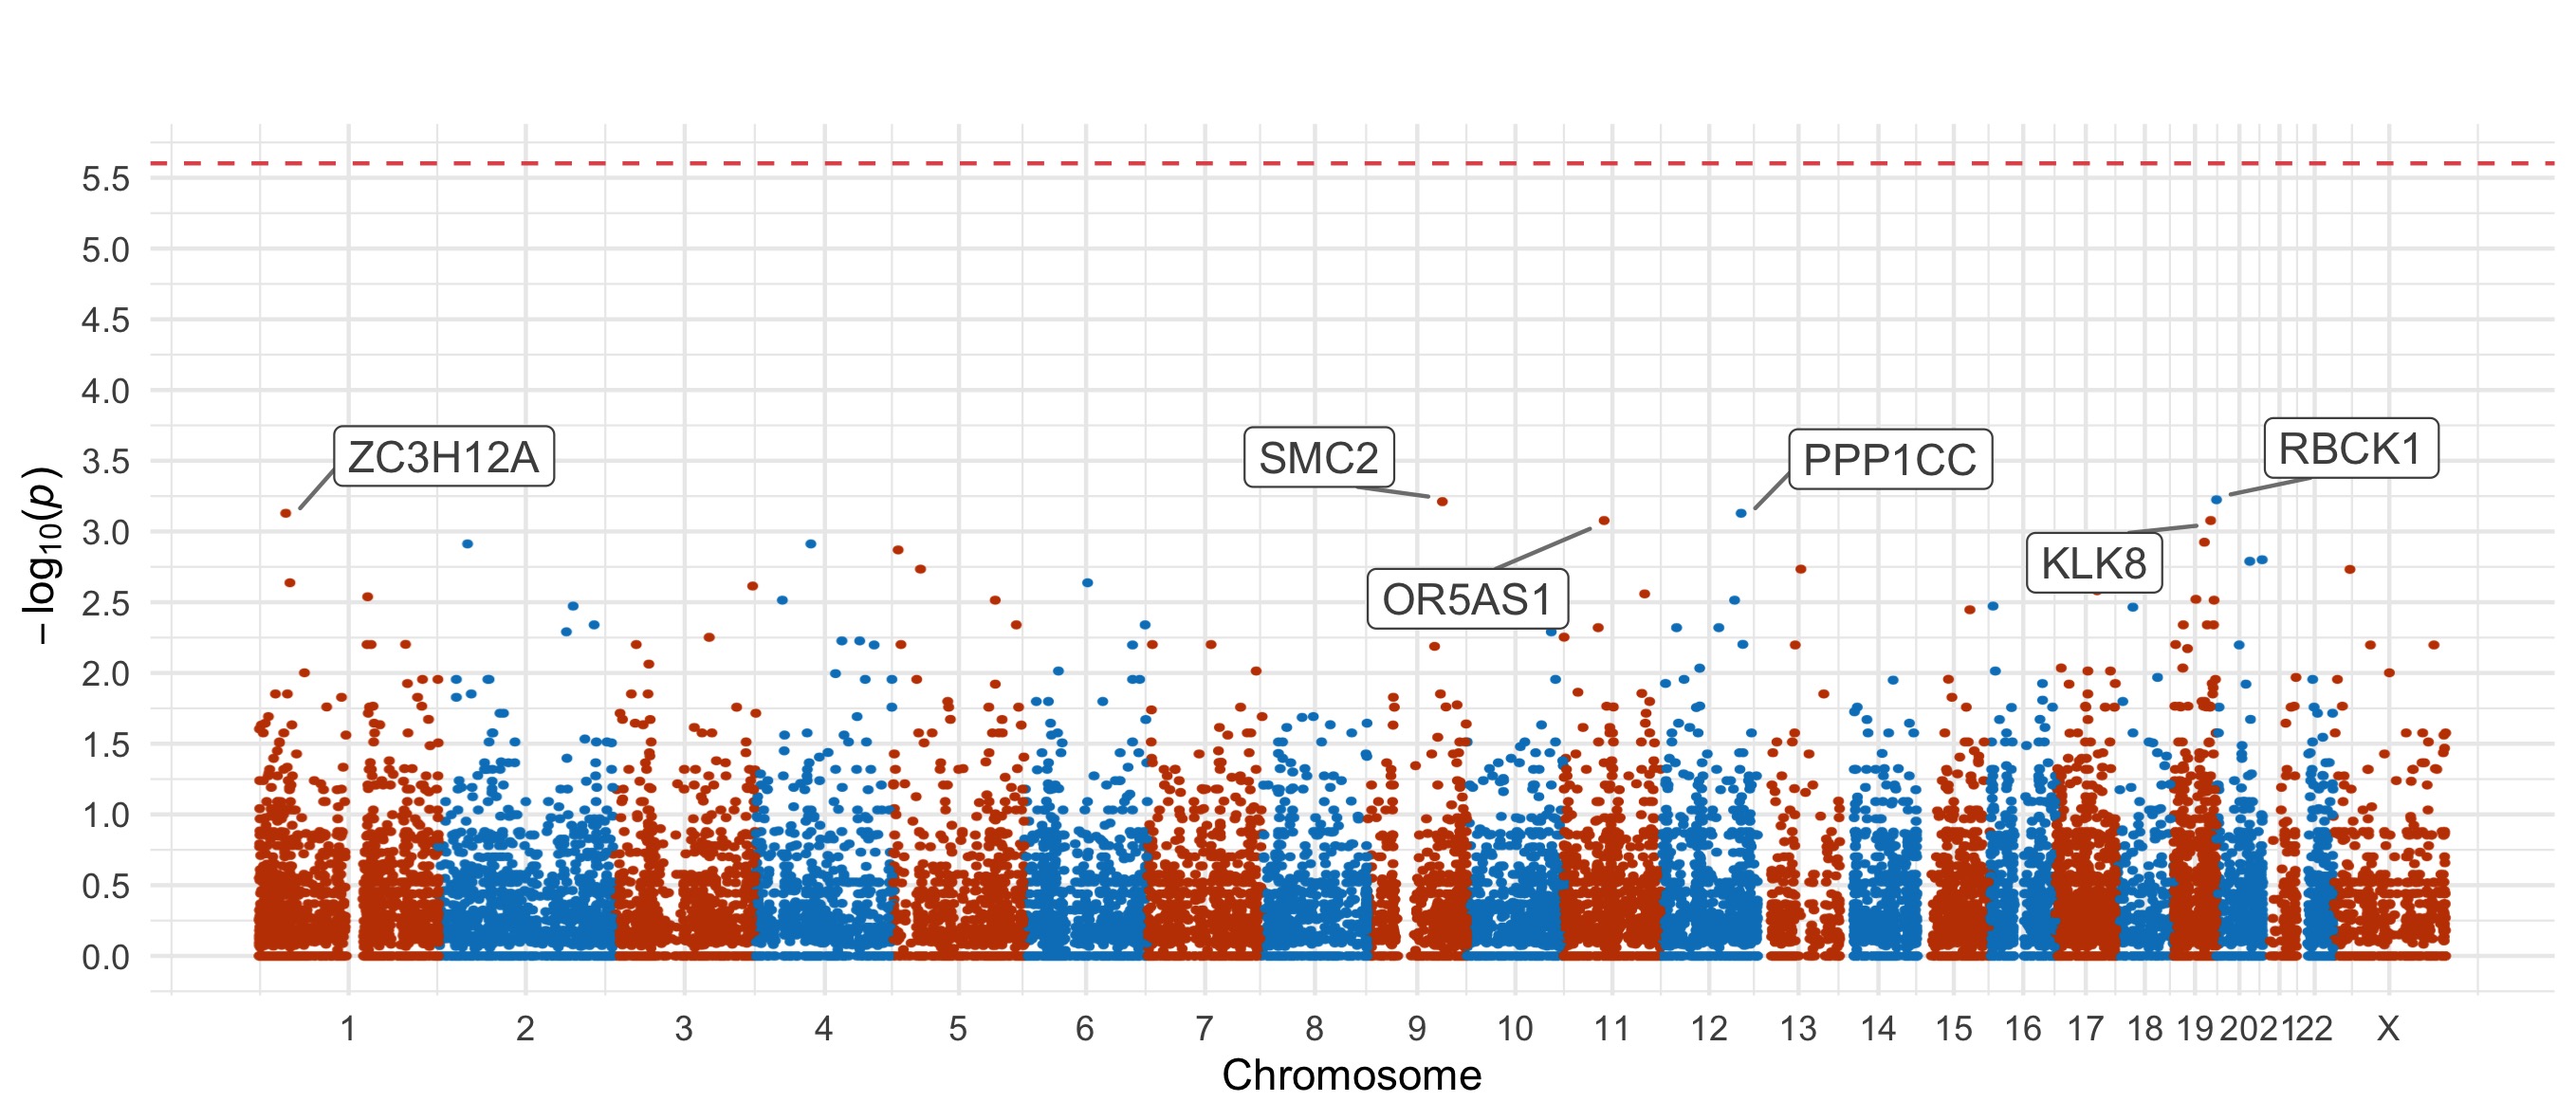 5.5
5.0
4.5
4.0
3.5
3.0
2.5
2.0
1.5
1.0
0.5
0.0
−log10(p)
ZC3H12A
SMC2
PPP1CC
RBCK1
OR5AS1
KLK8
1 2 3 4 5 6 7 8 9 10 11 12 13 14 15 16 17 18 19 20 21 22 X
Chromosome